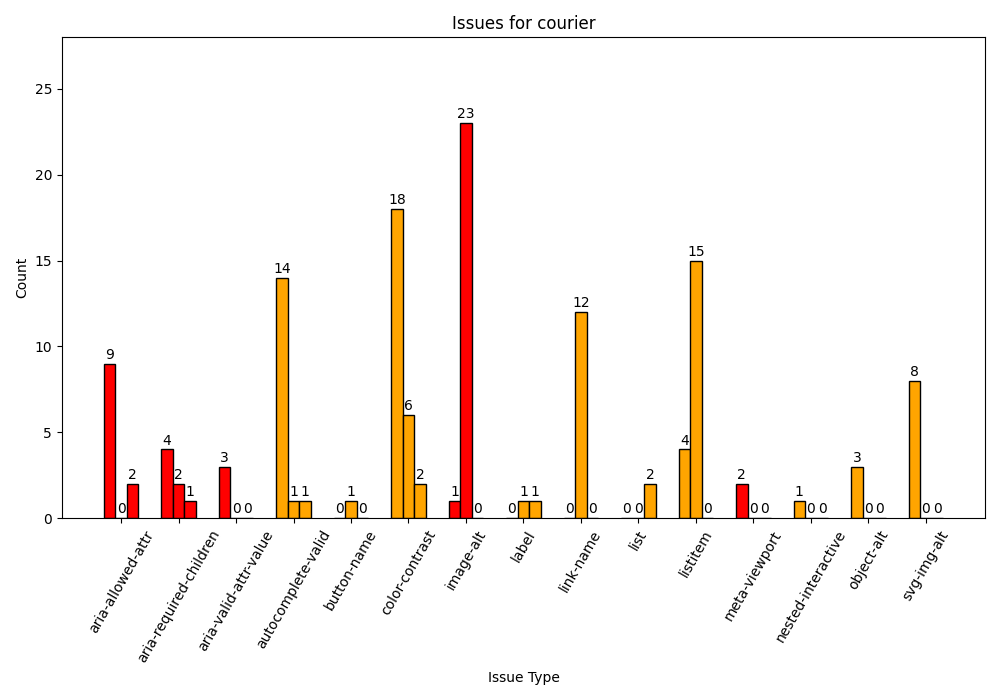 Issues for courier
Count
25
20
15
10
5
0
9 0 2
4 2 1
3 0 0
14 1 1
0 1 0
18 6 2
1 23 0
0 1 1
0 12 0
0 0 2
4 15 0
2 0 0
1 0 0
3 0 0
8 0 0
aria-allowed-attr
aria-required-children
aria-valid-attr-value
autocomplete-valid
button-name
color-contrast
image-alt
label
link-name
list
listitem
meta-viewport
nested-interactive
object-alt
svg-img-alt
Issue Type